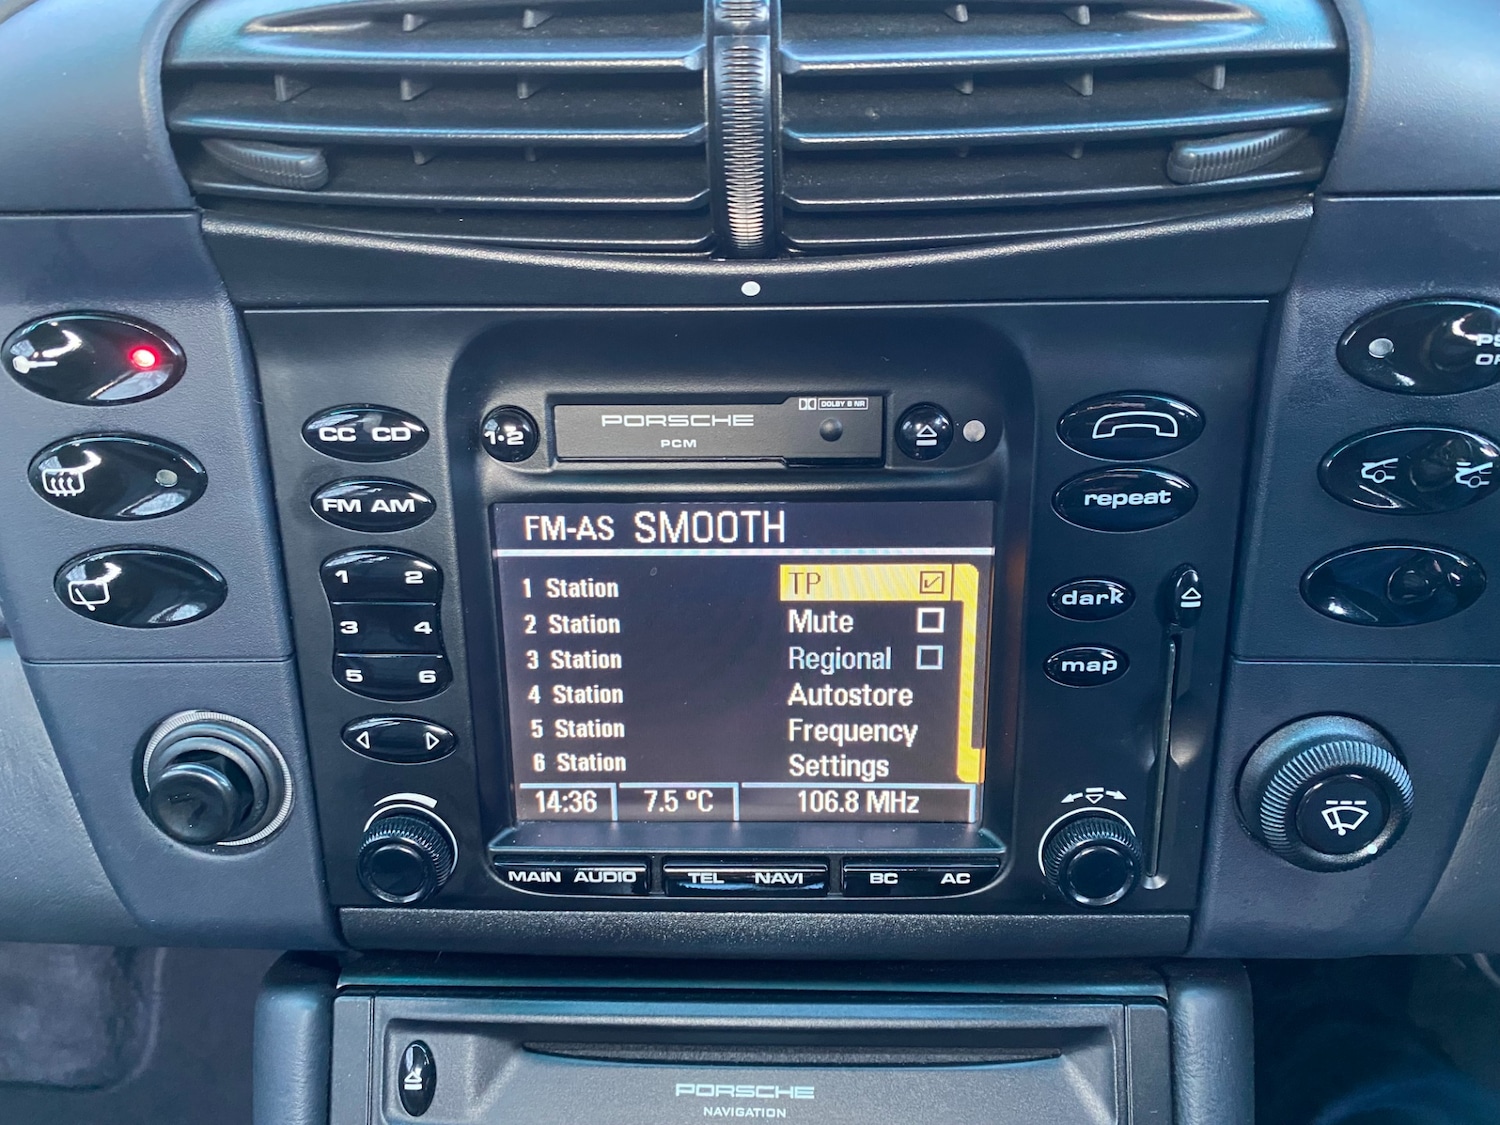 PORSCHE
PCM
DOLBY B NR
1·2
CC CD
FM AM
1 2
3 4
5 6
repeat
dark
map
FM-AS SMOOTH
1 Station
2 Station
3 Station
4 Station
5 Station
6 Station
TP
Mute
Regional
Autostore
Frequency
Settings
14:36 7.5 ºC 106.8 MHz
MAIN AUDIO TEL NAVI BC AC
PORSCHE
NAVIGATION